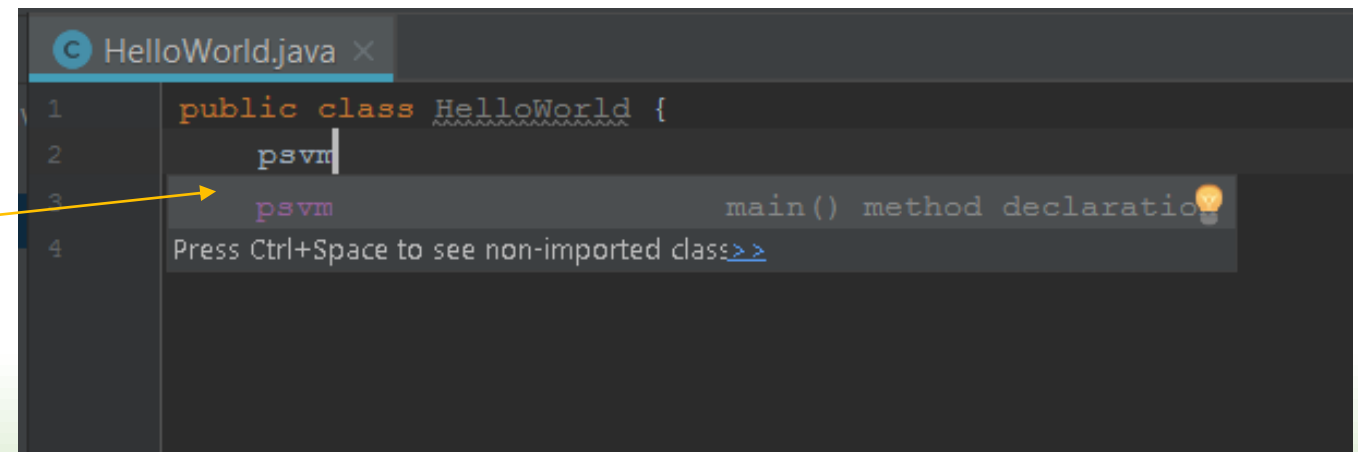 HelloWorld.java
1 public class HelloWorld {
2 psvm
3 psvm main() method declaratio
4 Press Ctrl+Space to see non-imported class>>